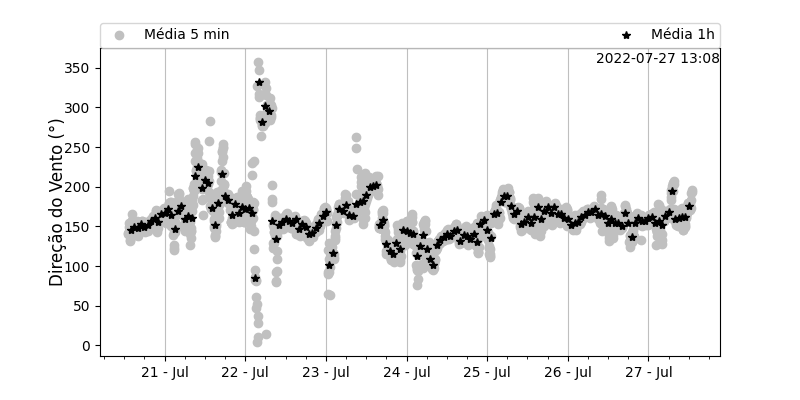 Média 5 min
Média 1h
2022-07-27 13:08
Direção do Vento (°)
350
300
250
200
150
100
50
0
21 - Jul
22 - Jul
23 - Jul
24 - Jul
25 - Jul
26 - Jul
27 - Jul